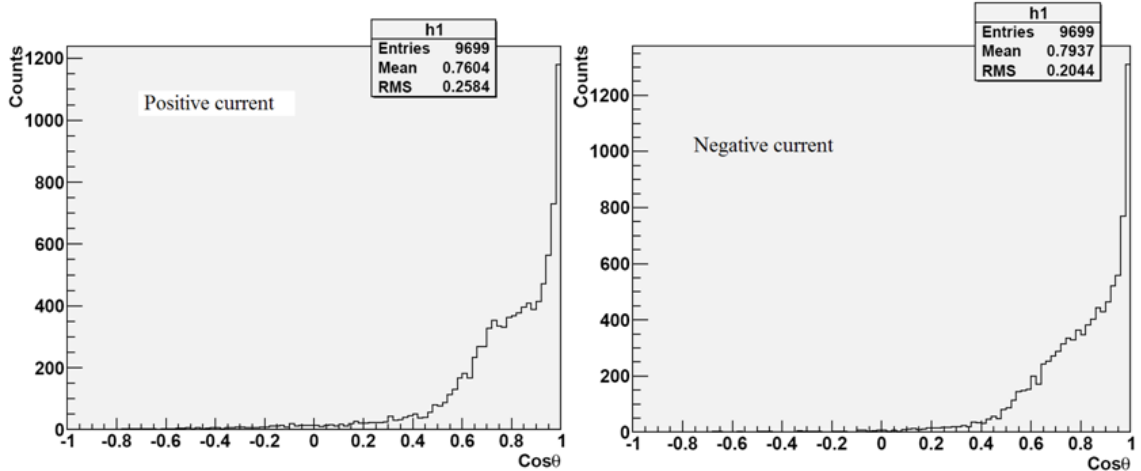 h1
Entries 9699
Mean 0.7604
RMS 0.2584
Counts
1200
1000
800
600
400
200
0
Positive current
-1 -0.8 -0.6 -0.4 -0.2 0 0.2 0.4 0.6 0.8 1
Cosθ
h1
Entries 9699
Mean 0.7937
RMS 0.2044
Counts
1200
1000
800
600
400
200
0
Negative current
-1 -0.8 -0.6 -0.4 -0.2 0 0.2 0.4 0.6 0.8 1
Cosθ